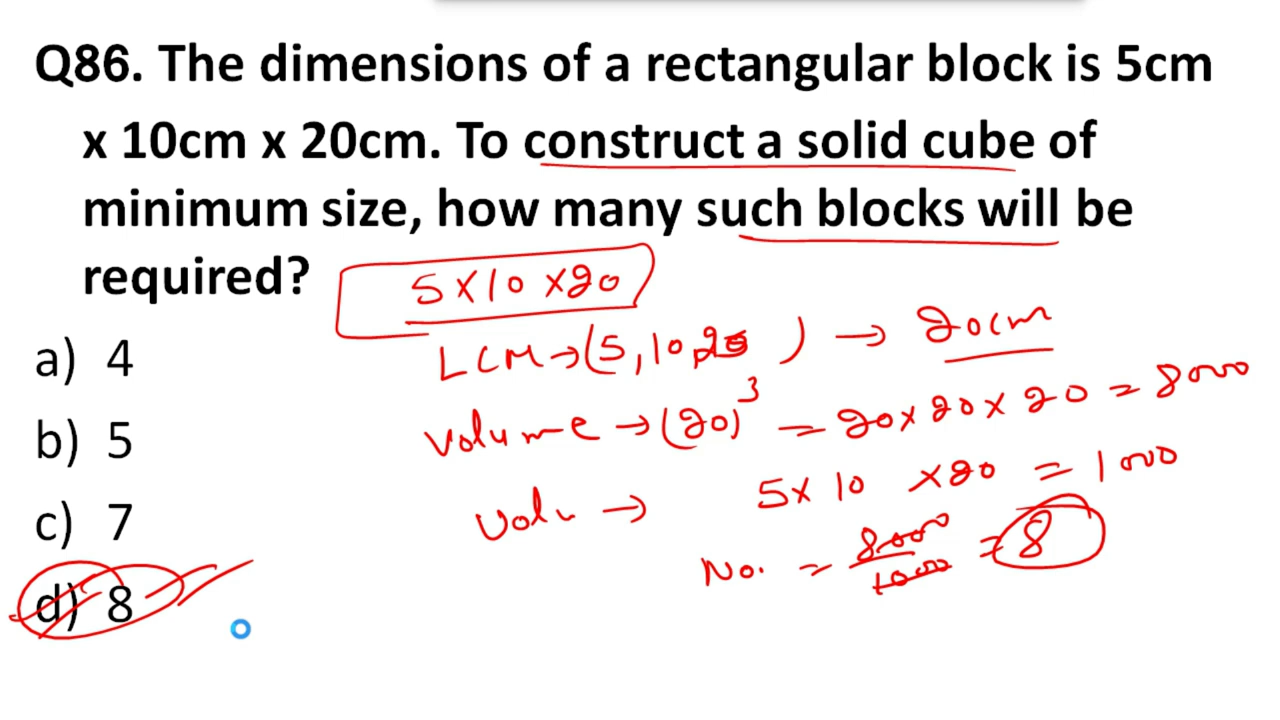 Q86. The dimensions of a rectangular block is 5cm
x 10cm x 20cm. To construct a solid cube of
minimum size, how many such blocks will be
required?
5 x 10 x 20
LCM → (5, 10, 20) → 20cm
a) 4
Volume → (20)³ = 20 x 20 x 20 = 8000
b) 5
Volu → 5 x 10 x 20 = 1000
c) 7
No. = 8000/1000 = 8
d) 8